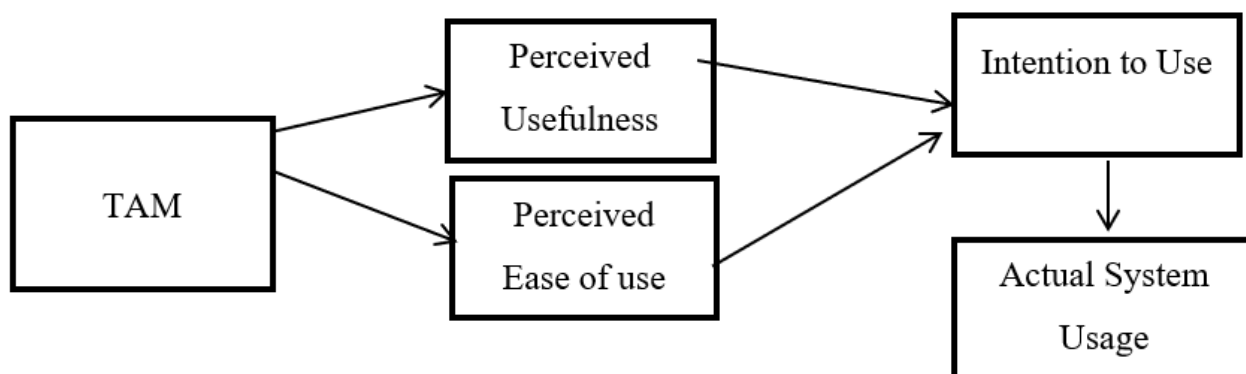 TAM
Perceived
Usefulness
Perceived
Ease of use
Intention to Use
Actual System
Usage